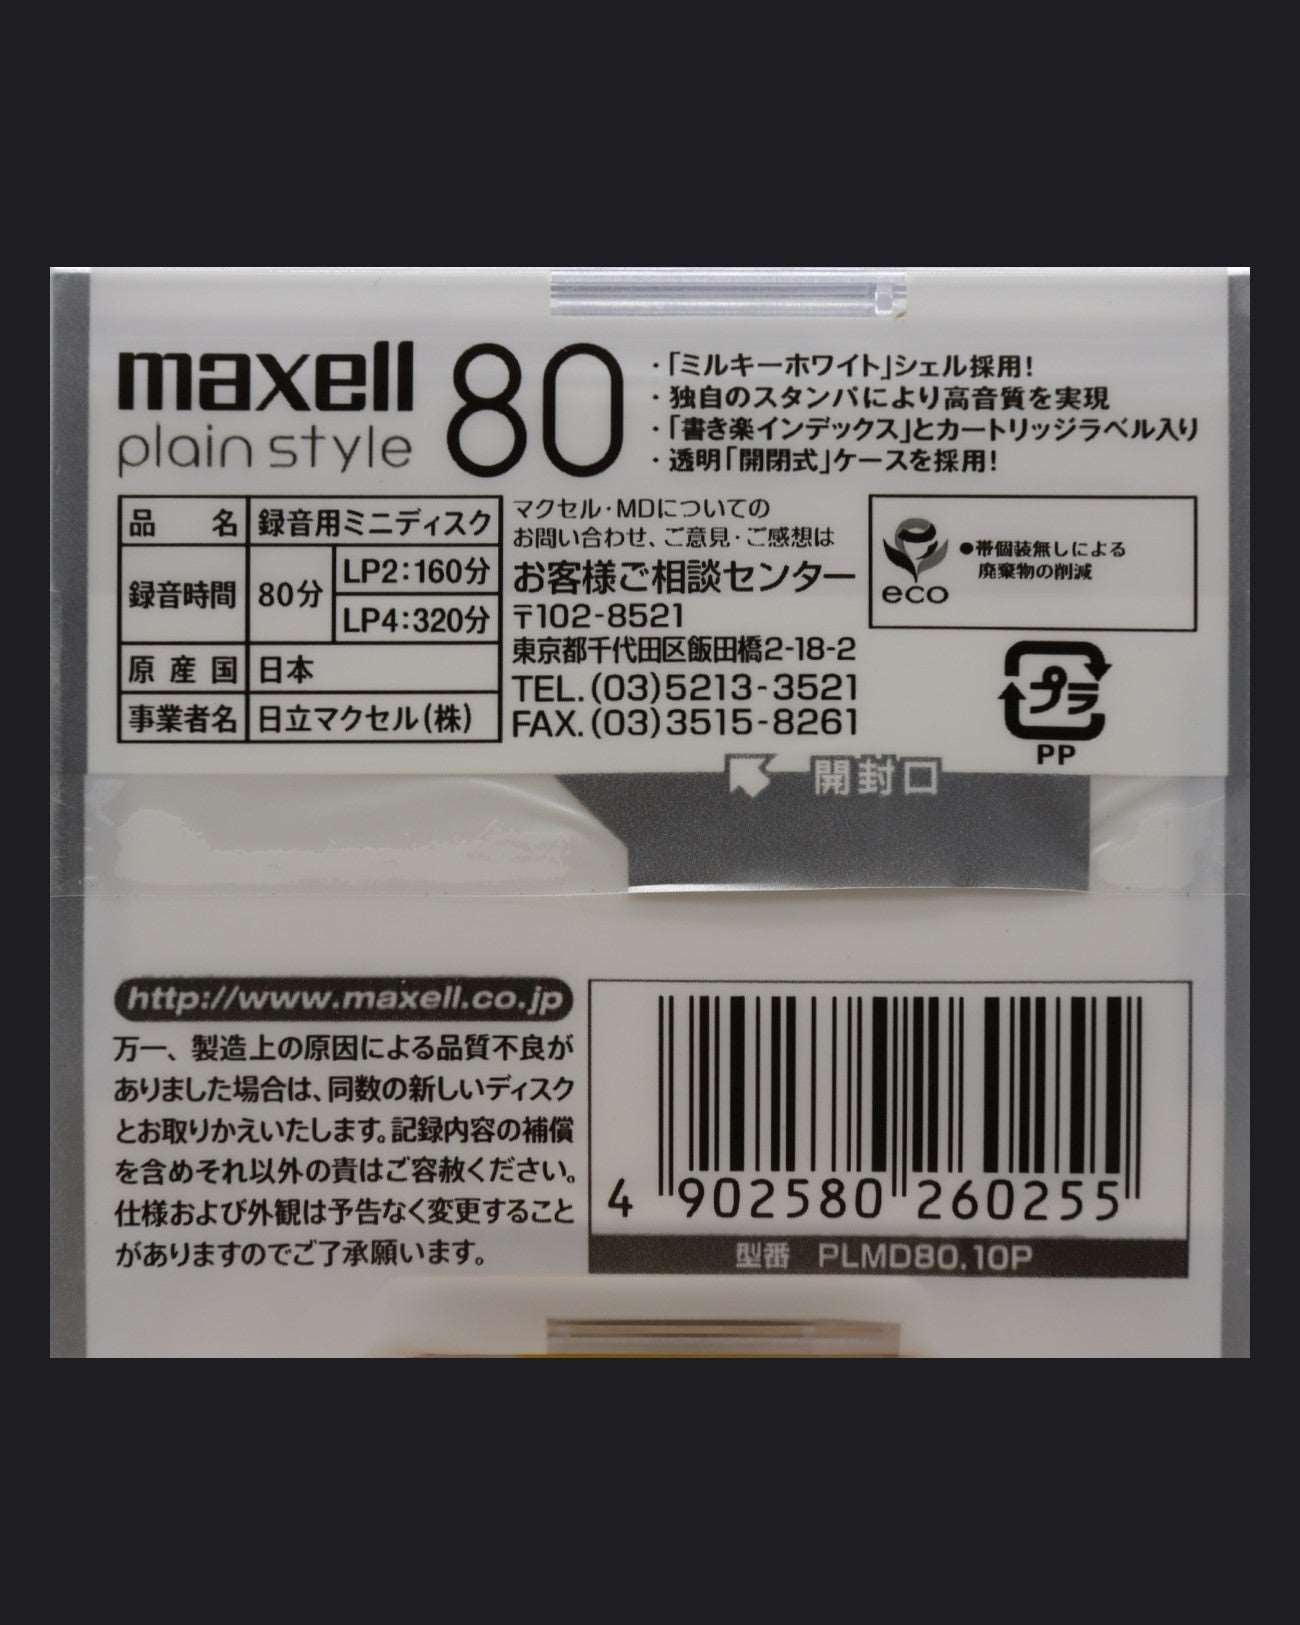 maxell
plain style
80
・「ミルキーホワイト」シェル採用!
・独自のスタンパにより高音質を実現
・「書き楽インデックス」とカートリッジラベル入り
・透明「開閉式」ケースを採用!
品名 録音用ミニディスク
録音時間 80分 LP2:160分
LP4:320分
原産国 日本
事業者名 日立マクセル(株)
マクセル・MDについての
お問い合わせ、ご意見・ご感想は
お客様ご相談センター
〒102-8521
東京都千代田区飯田橋2-18-2
TEL.(03)5213-3521
FAX.(03)3515-8261
eco
●帯個装無しによる
廃棄物の削減
プラ
PP
開封口
http://www.maxell.co.jp
万一、製造上の原因による品質不良が
ありました場合は、同数の新しいディスク
とお取りかえいたします。記録内容の補償
を含めそれ以外の責はご容赦ください。
仕様および外観は予告なく変更すること
がありますのでご了承願います。
4 902580 260255
型番 PLMD80.10P